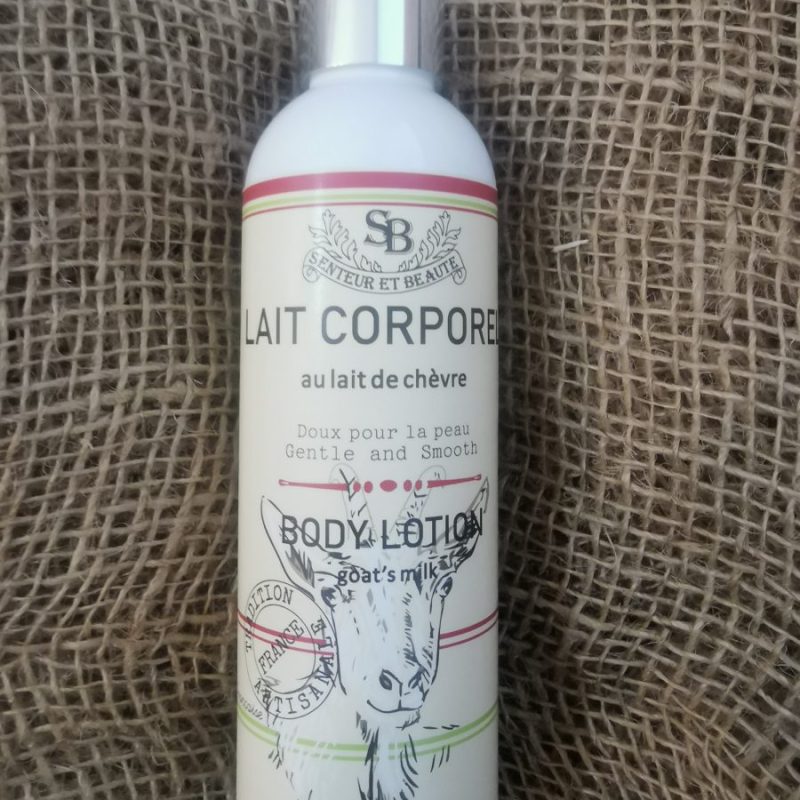 SB
SENTEUR ET BEAUTE
LAIT CORPOREL
au lait de chèvre
Doux pour la peau
Gentle and Smooth
BODY LOTION
goat's milk
TRADITION
FRANCE
ARTISANALE